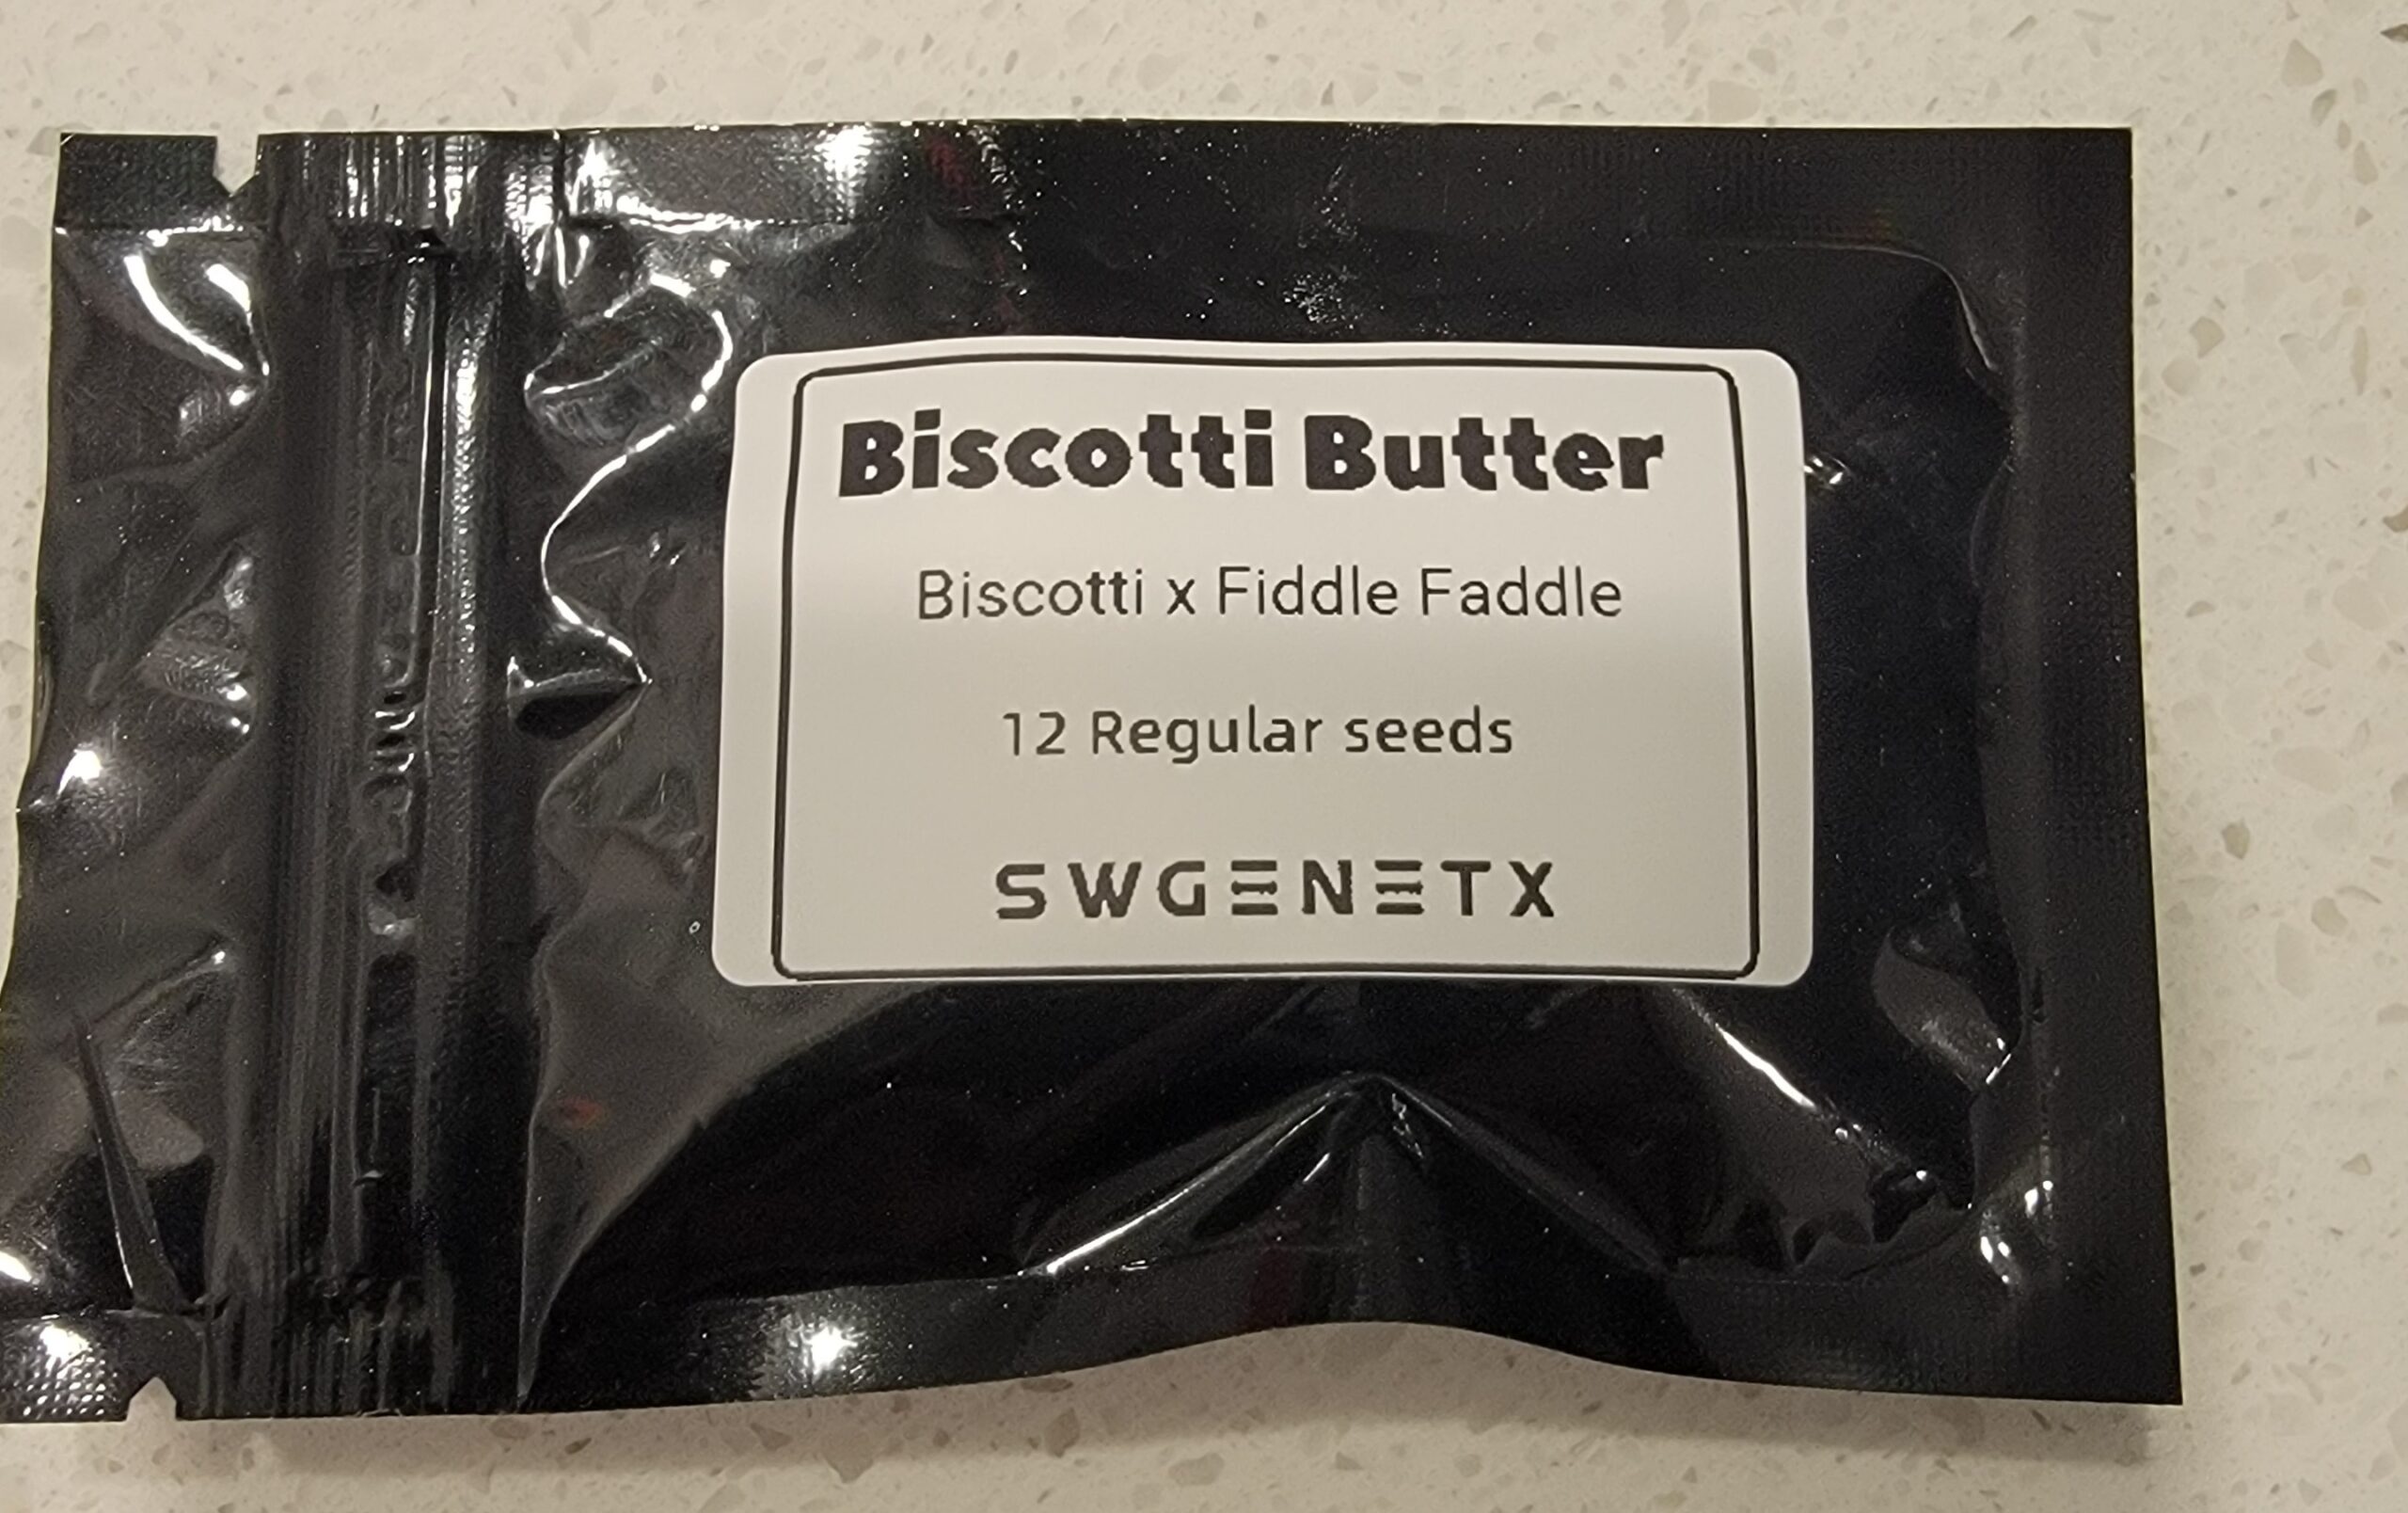 Biscotti Butter
Biscotti x Fiddle Faddle
12 Regular seeds
SWGENETX